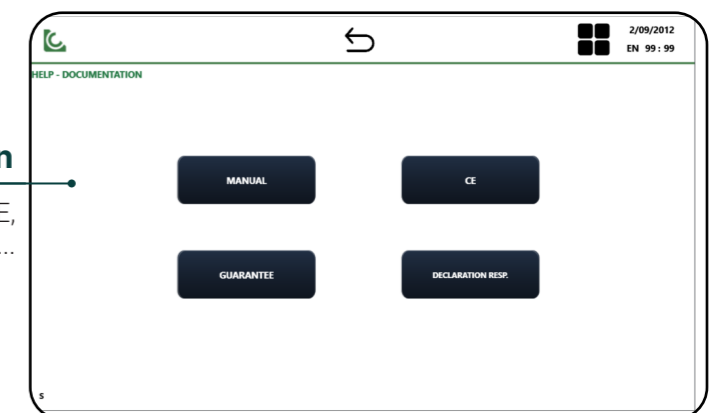 2/09/2012
EN 99 : 99
HELP - DOCUMENTATION
n
E,
...
MANUAL
CE
GUARANTEE
DECLARATION RESP.
s